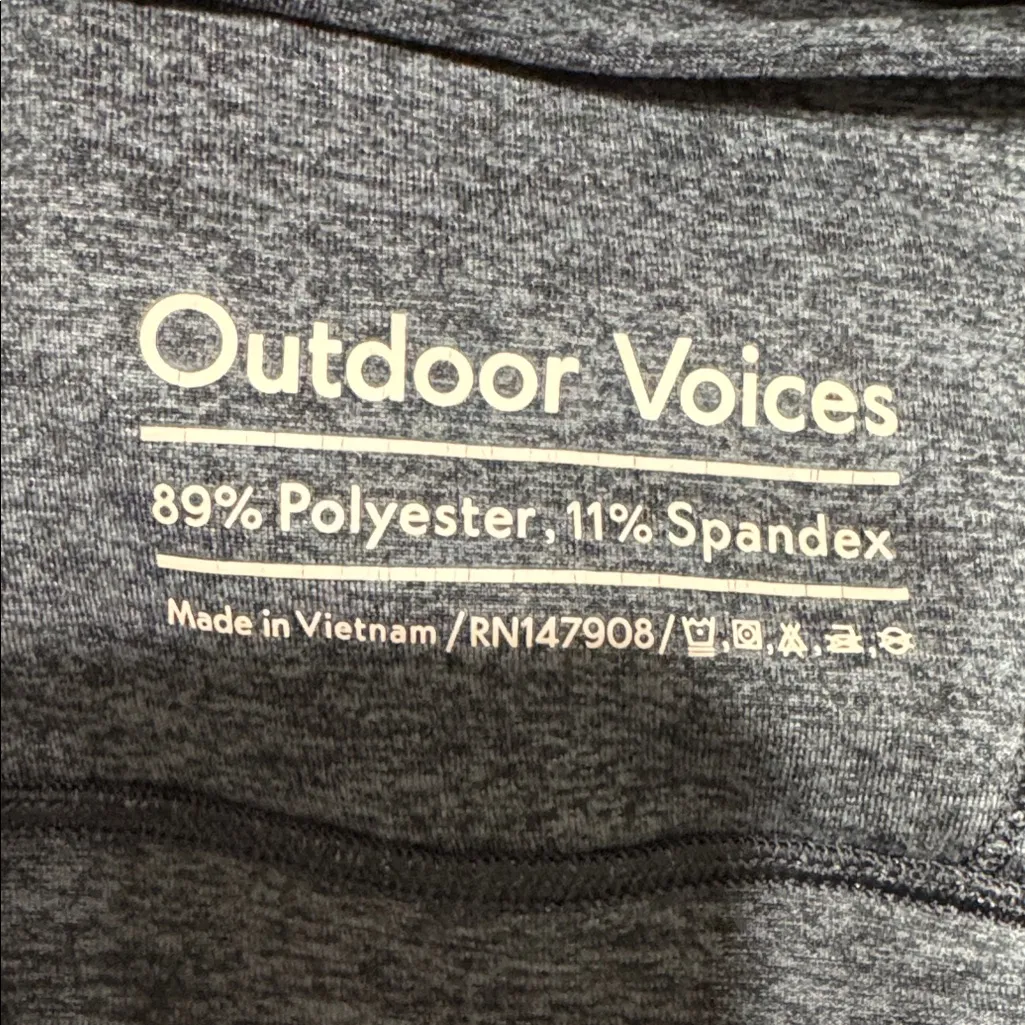 Outdoor Voices
89% Polyester, 11% Spandex
Made in Vietnam / RN147908 /